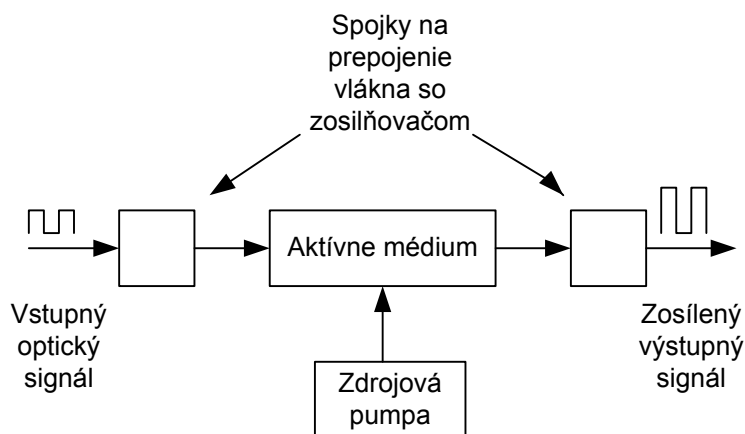 Spojky na
prepojenie
vlákna so
zosilňovačom
Aktívne médium
Vstupný
optický
signál
Zosílený
výstupný
signál
Zdrojová
pumpa